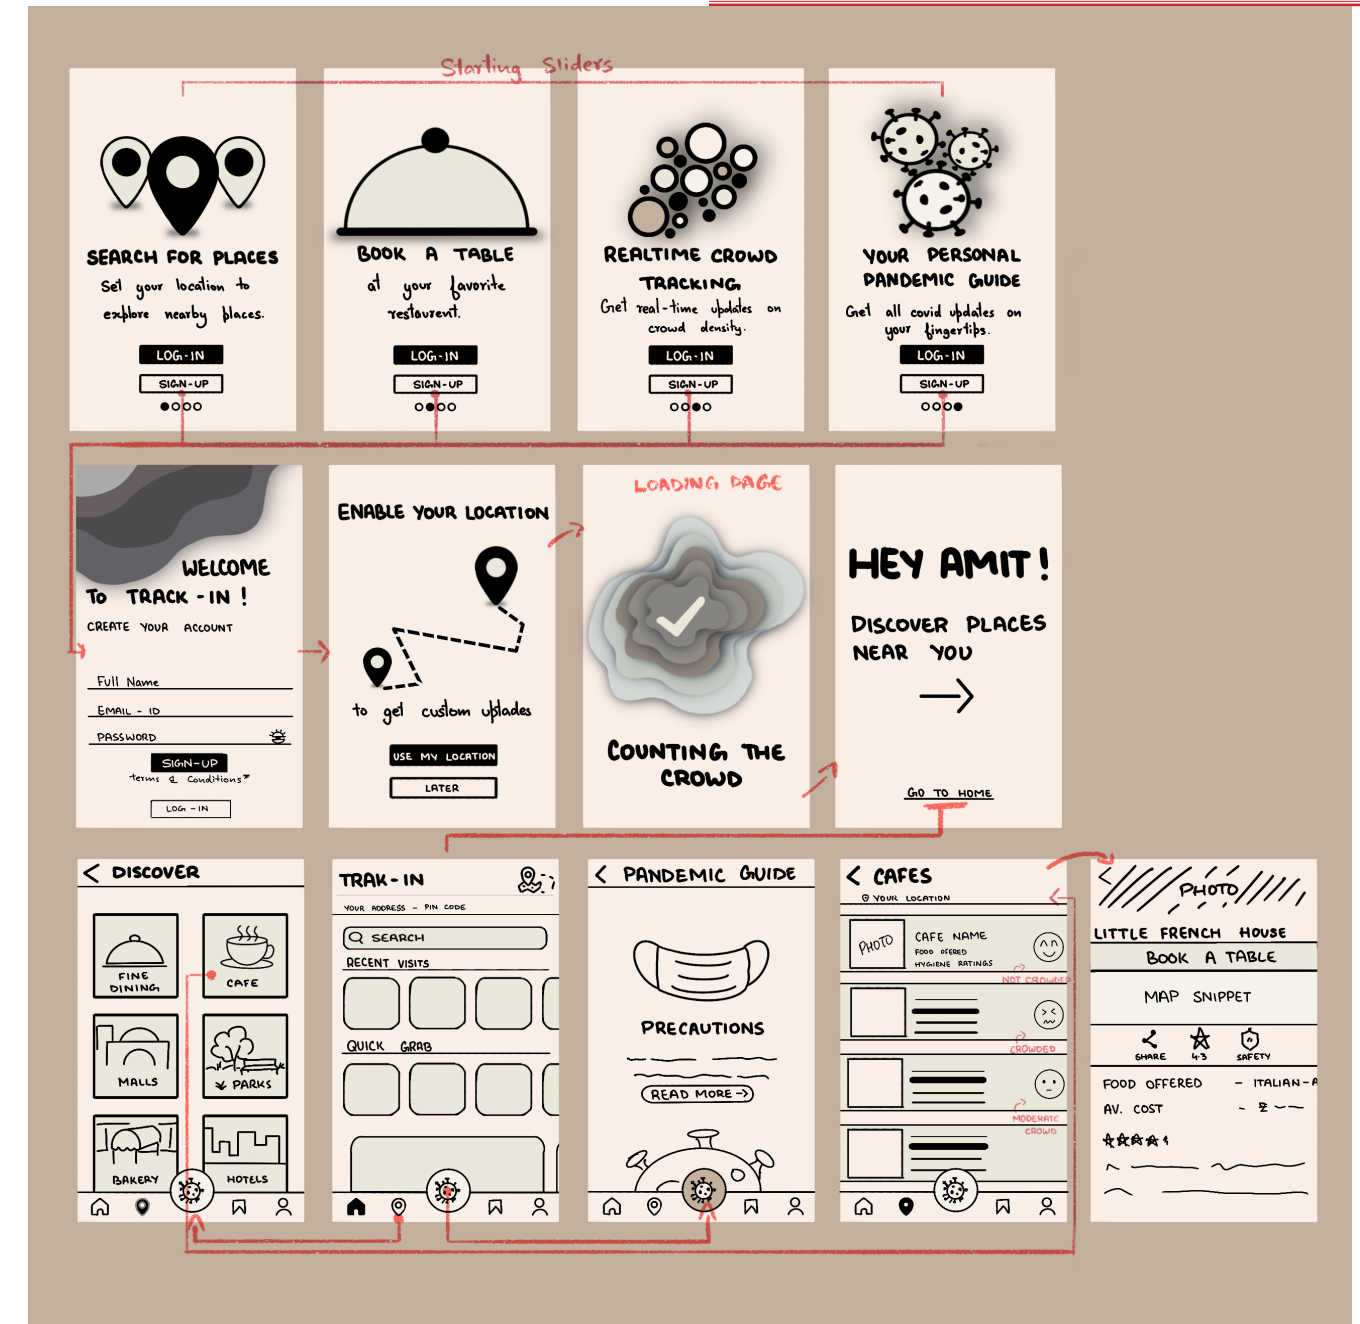 Starting Sliders
SEARCH FOR PLACES
Set your location to
explore nearby places.
LOG-IN
SIGN-UP
BOOK A TABLE
at your favorite
restaurent.
LOG-IN
SIGN-UP
REALTIME CROWD
TRACKING
Get real-time updates on
crowd density.
LOG-IN
SIGN-UP
YOUR PERSONAL
PANDEMIC GUIDE
Get all covid updates on
your fingertips.
LOG-IN
SIGN-UP
WELCOME
To TRACK-IN !
CREATE YOUR ACCOUNT
Full Name
EMAIL - ID
PASSWORD
SIGN-UP
terms & Conditions*
LOG-IN
ENABLE YOUR LOCATION
to get custom updates
USE MY LOCATION
LATER
LOADING PAGE
COUNTING THE
CROWD
HEY AMIT!
DISCOVER PLACES
NEAR YOU
GO TO HOME
DISCOVER
FINE
DINING
CAFE
MALLS
PARKS
BAKERY
HOTELS
TRAK-IN
YOUR ADDRESS - PIN CODE
SEARCH
RECENT VISITS
QUICK GRAB
PANDEMIC GUIDE
PRECAUTIONS
READ MORE →
CAFES
YOUR LOCATION
PHOTO
CAFE NAME
FOOD OFERED
HYGIENE RATINGS
NOT CROWDED
CROWDED
MODERATE
CROWD
PHOTO
LITTLE FRENCH HOUSE
BOOK A TABLE
MAP SNIPPET
SHARE
4.3
SAFETY
FOOD OFFERED - ITALIAN-A
AV. COST -